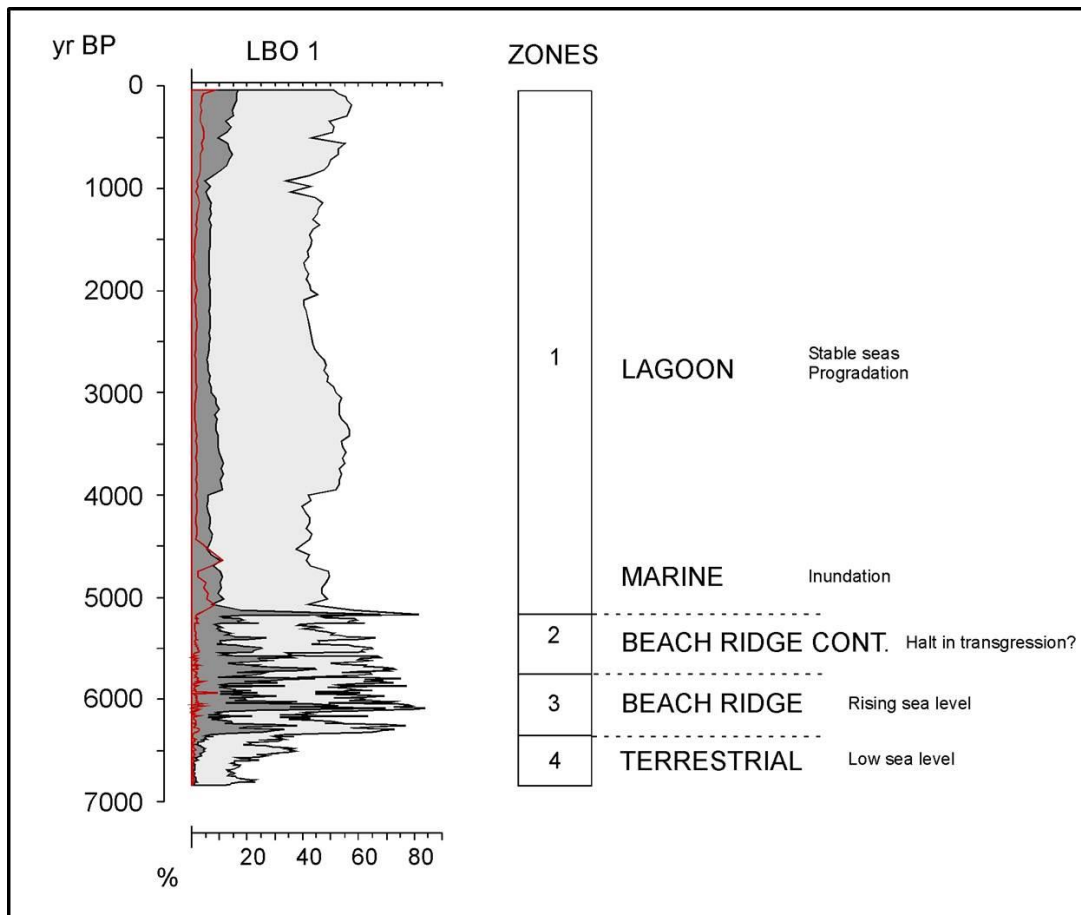 yr BP
LBO 1
ZONES
0
1000
2000
3000
4000
5000
6000
7000
1
LAGOON
Stable seas
Progradation
MARINE
Inundation
2
BEACH RIDGE CONT.
Halt in transgression?
3
BEACH RIDGE
Rising sea level
4
TERRESTRIAL
Low sea level
20 40 60 80
%